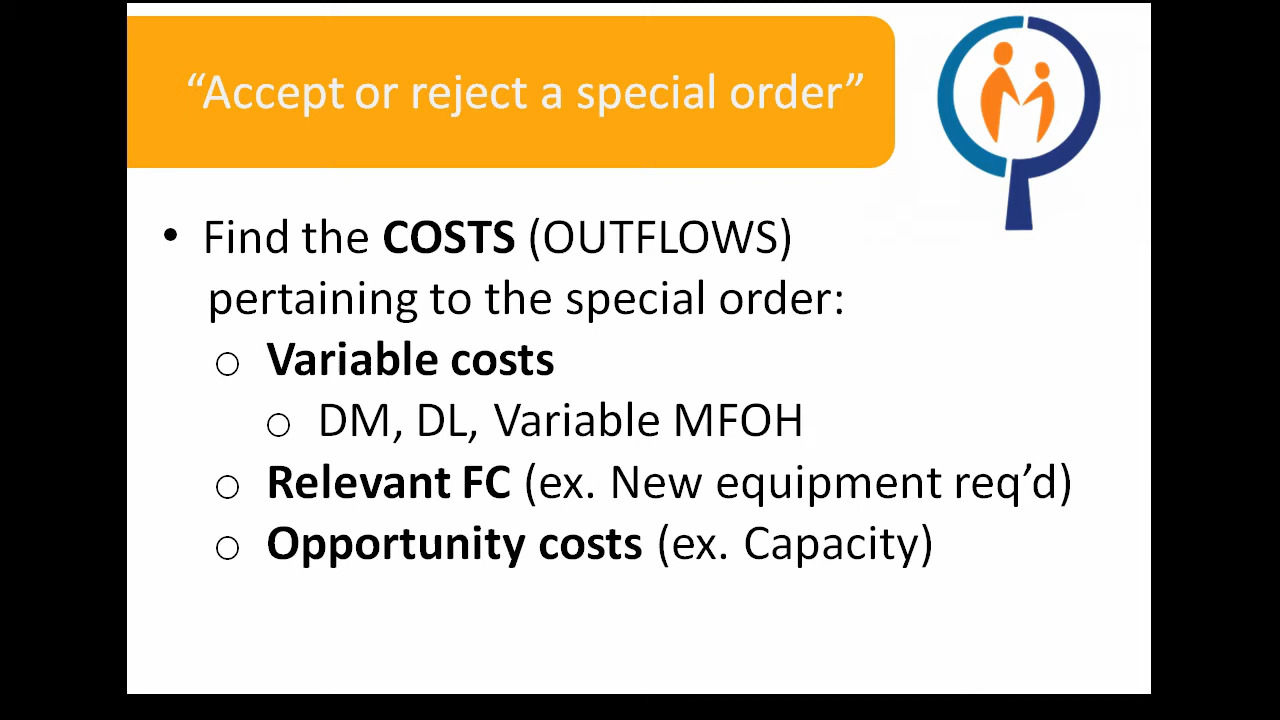 “Accept or reject a special order”
• Find the COSTS (OUTFLOWS)
pertaining to the special order:
o Variable costs
o DM, DL, Variable MFOH
o Relevant FC (ex. New equipment req’d)
o Opportunity costs (ex. Capacity)